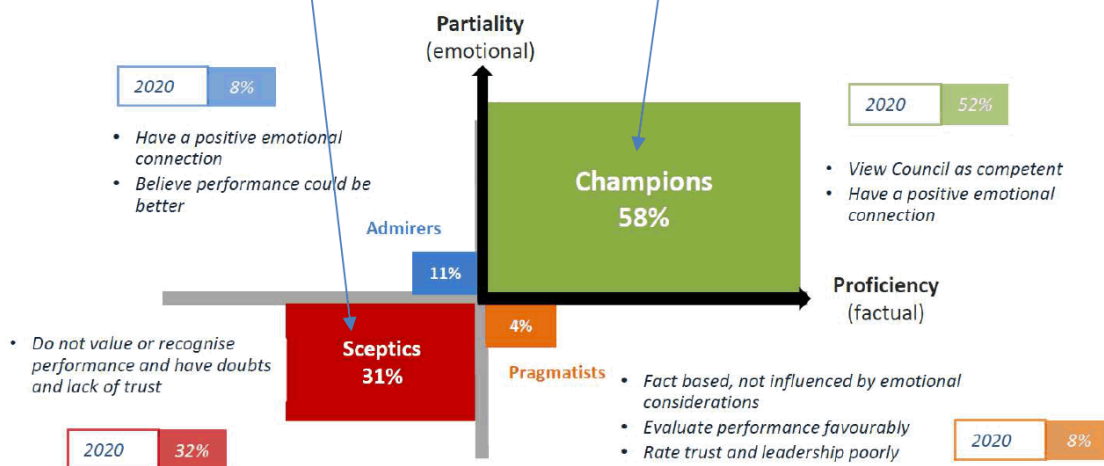 Partiality
(emotional)
2020 8%
• Have a positive emotional
connection
• Believe performance could be
better
2020 52%
• View Council as competent
• Have a positive emotional
connection
Champions
58%
Admirers
11%
Proficiency
(factual)
• Do not value or recognise
performance and have doubts
and lack of trust
Sceptics
31%
4%
Pragmatists
• Fact based, not influenced by emotional
considerations
• Evaluate performance favourably
• Rate trust and leadership poorly
2020 32%
2020 8%